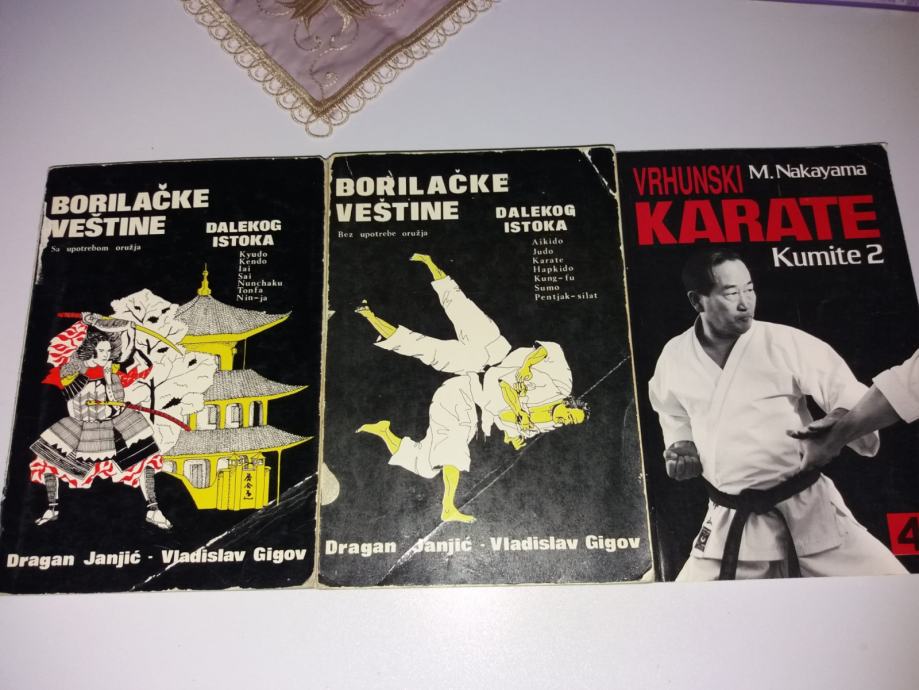 BORILAČKE
VEŠTINE
DALEKOG
ISTOKA
Sa upotrebom oružja
Kyudo
Kendo
Iai
Sai
Nunchaku
Tonfa
Nin-ja
Dragan Janjić - Vladislav Gigov
BORILAČKE
VEŠTINE
DALEKOG
ISTOKA
Bez upotrebe oružja
Aikido
Judo
Karate
Hapkido
Kung-fu
Sumo
Pentjak-silat
Dragan Janjić - Vladislav Gigov
VRHUNSKI M. Nakayama
KARATE
Kumite 2
4